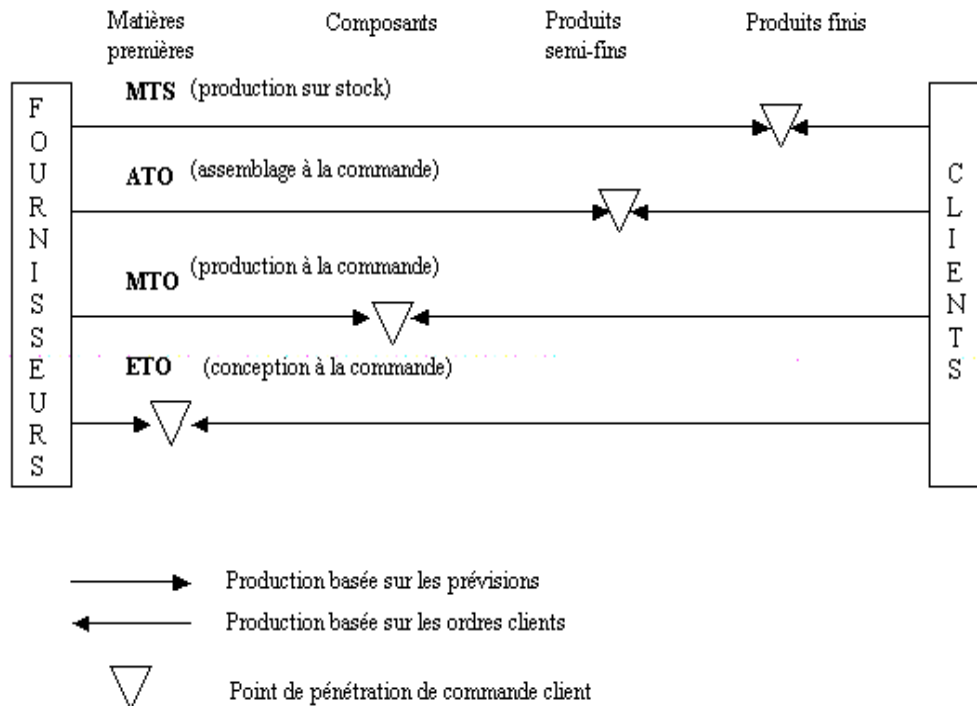 Matières
premières
Composants
Produits
semi-fins
Produits finis
FOURNISSEURS
MTS (production sur stock)
ATO (assemblage à la commande)
MTO (production à la commande)
ETO (conception à la commande)
CLIENTS
Production basée sur les prévisions
Production basée sur les ordres clients
Point de pénétration de commande client